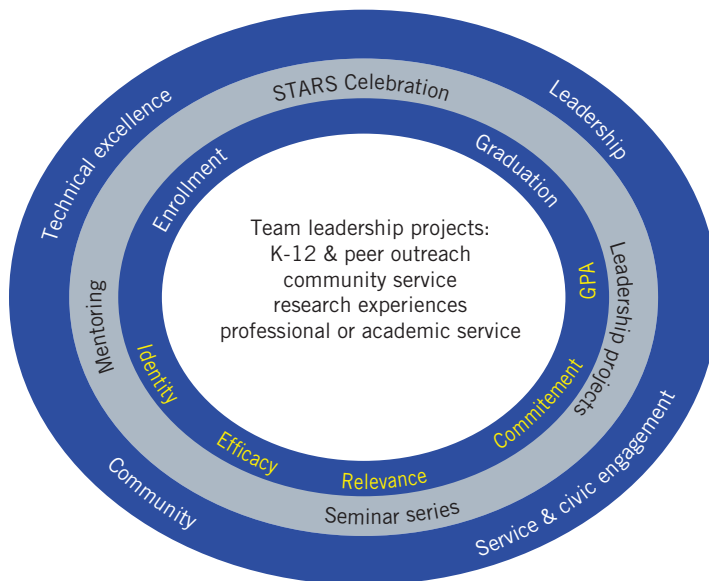 Technical excellence
Leadership
Service & civic engagement
Community
STARS Celebration
Leadership projects
Seminar series
Mentoring
Enrollment
Graduation
GPA
Commitement
Relevance
Efficacy
Identity
Team leadership projects:
K-12 & peer outreach
community service
research experiences
professional or academic service